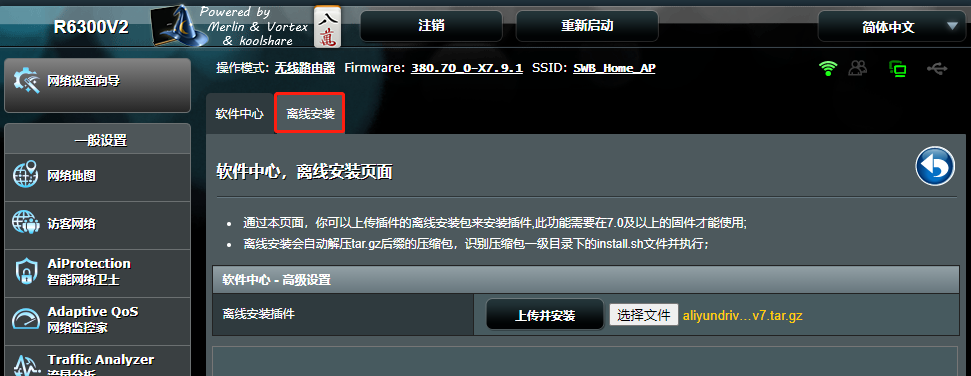 R6300V2
Powered by
Merlin & Vortex
& koolshare
八万
注销
重新启动
简体中文
操作模式: 无线路由器 Firmware: 380.70_0-X7.9.1 SSID: SWB_Home_AP
网络设置向导
一般设置
网络地图
访客网络
AiProtection
智能网络卫士
Adaptive QoS
网络监控家
Traffic Analyzer
流量分析
软件中心
离线安装
软件中心，离线安装页面
通过本页面，你可以上传插件的离线安装包来安装插件,此功能需要在7.0及以上的固件才能使用;
离线安装会自动解压tar.gz后缀的压缩包，识别压缩包一级目录下的install.sh文件并执行；
软件中心 - 高级设置
离线安装插件
上传并安装
选择文件 aliyundriv...v7.tar.gz